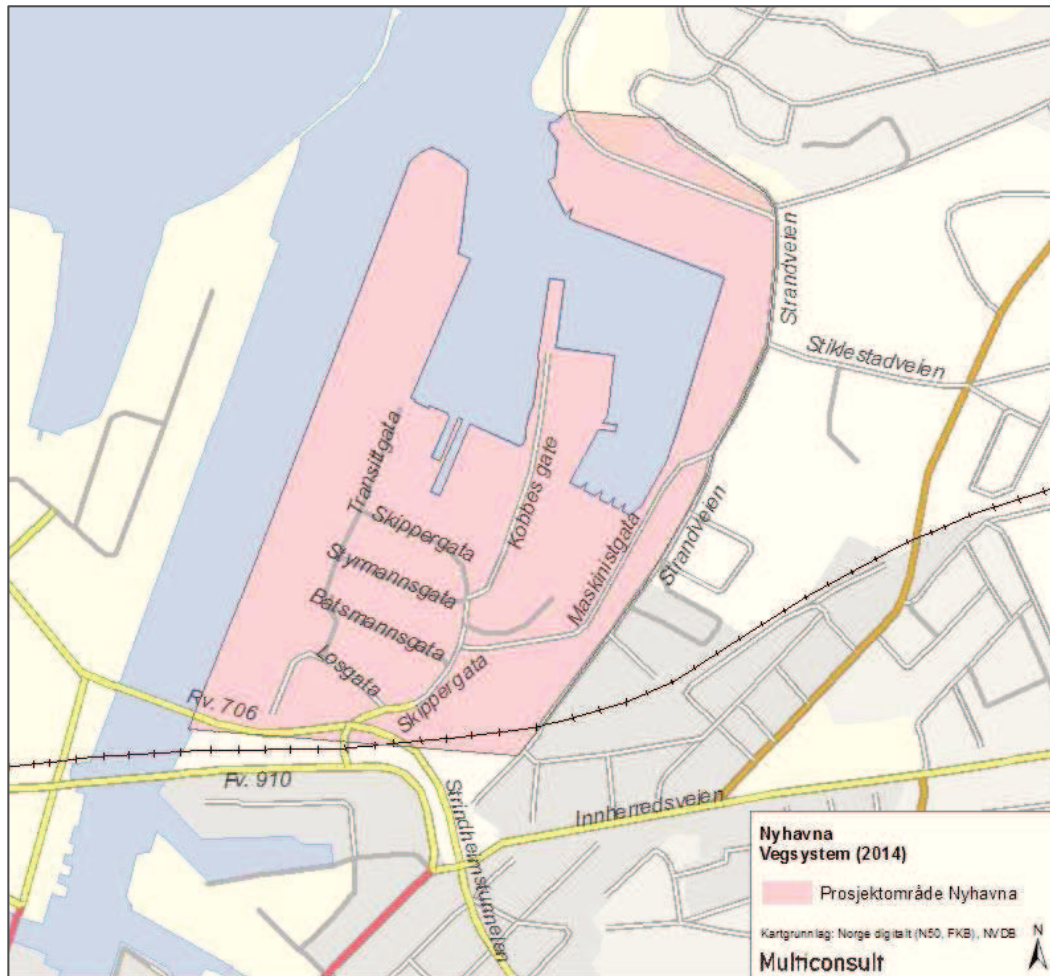 Strandveien
Stiklestadveien
Transittgata
Kobbes gate
Skippergata
Styrmannsgata
Båtsmannsgata
Losgata
Maskinistgata
Strandveien
Skippergata
Rv. 706
Fv. 910
Strindheimstunnelen
Innherredsveien
Nyhavna
Vegsystem (2014)
Prosjektområde Nyhavna
Kartgrunnlag: Norge digitalt (N50, FKB), NVDB
N
Multiconsult